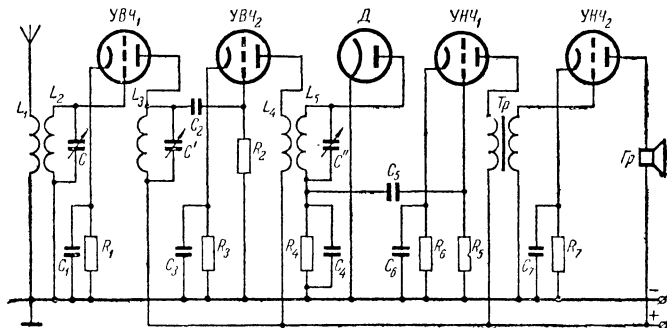 УВЧ₁ УВЧ₂ Д УНЧ₁ УНЧ₂
L₁ L₂ L₃ L₄ L₅ Тр
C C' C₂ C'' Гр
R₂
C₅
C₁ R₁ C₃ R₃ R₄ C₄ C₆ R₆ R₅ C₇ R₇
−
+